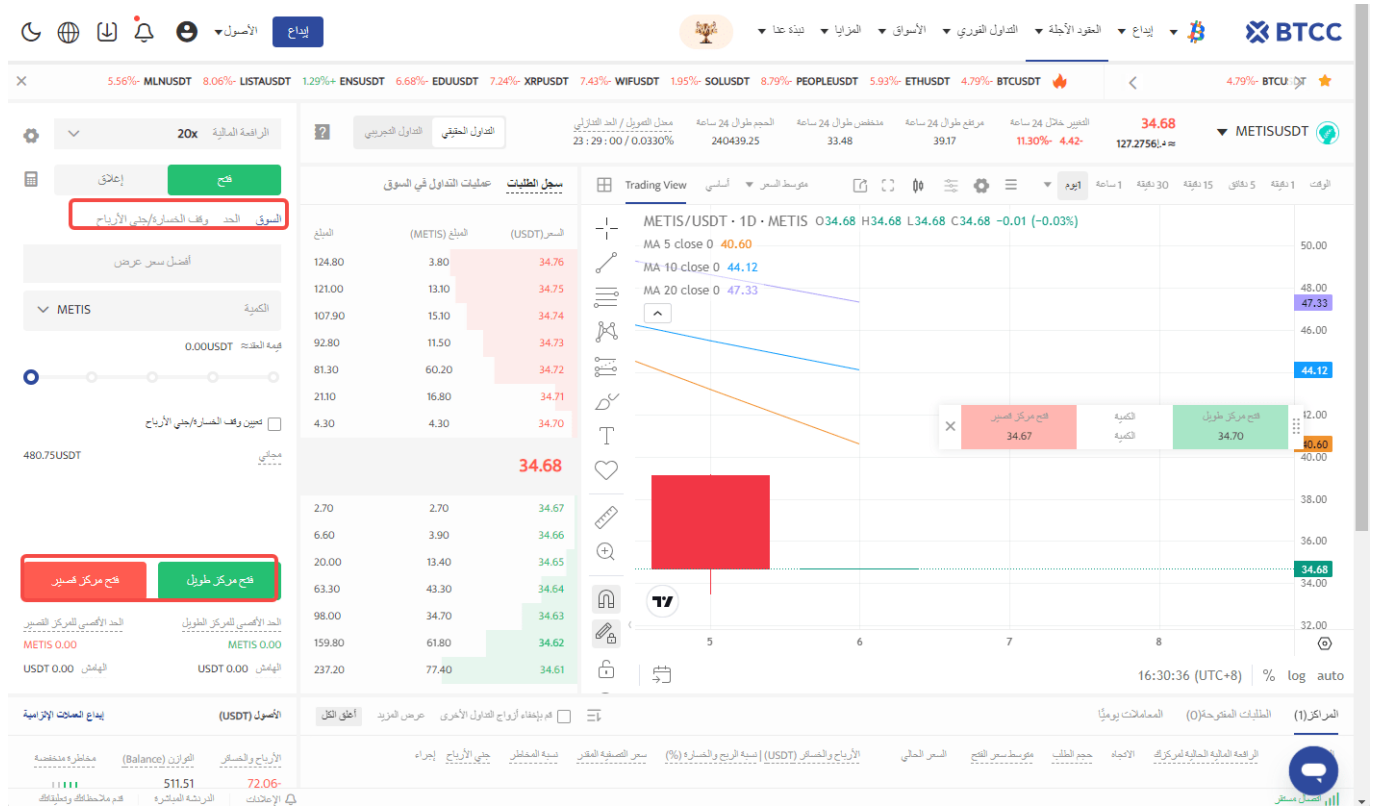 BTCC
إيداع
العقود الآجلة
التداول الفوري
الأسواق
المزايا
نبذة عنا
إيداع
الأصول
4.79%- BTCU
BTCUSDT 4.79%-
ETHUSDT 5.93%-
PEOPLEUSDT 8.79%-
SOLUSDT 1.95%
WIFUSDT 7.43%-
XRPUSDT 7.24%-
EDUUSDT 6.68%-
ENSUSDT 1.29%+
LISTAUSDT 8.06%-
MLNUSDT 5.56%-
METISUSDT
34.68
≈د.إ127.2756
التغيير خلال 24 ساعة
11.30%- 4.42-
مرتفع طوال 24 ساعة
39.17
منخفض طوال 24 ساعة
33.48
الحجم طوال 24 ساعة
240439.25
معدل التمويل / العد التنازلي
23 : 29 : 00 / 0.0330%
التداول الحقيقي
التداول التجريبي
الرافعة المالية 20x
فتح
إغلاق
السوق الحد وقف الخسارة/جني الأرباح
أفضل سعر عرض
الكمية METIS
قيمة العقد≈ 0.00USDT
تعيين وقف الخسارة/جني الأرباح
مجاني 480.75USDT
فتح مركز طويل
فتح مركز قصير
الحد الأقصى للمركز الطويل
الحد الأقصى للمركز القصير
METIS 0.00
METIS 0.00
الهامش USDT 0.00
الهامش USDT 0.00
سجل الطلبات
عمليات التداول في السوق
السعر(USDT) المبلغ (METIS) المبلغ
34.76 3.80 124.80
34.75 13.10 121.00
34.74 15.10 107.90
34.73 11.50 92.80
34.72 60.20 81.30
34.71 16.80 21.10
34.70 4.30 4.30
34.68
34.67 2.70 2.70
34.66 3.90 6.60
34.65 13.40 20.00
34.64 43.30 63.30
34.63 34.70 98.00
34.62 61.80 159.80
34.61 77.40 237.20
الوقت 1 دقيقة 5 دقائق 15 دقيقة 30 دقيقة 1 ساعة 1يوم
متوسط السعر
أساسي
Trading View
METIS/USDT · 1D · METIS O34.68 H34.68 L34.68 C34.68 −0.01 (−0.03%)
MA 5 close 0 40.60
MA 10 close 0 44.12
MA 20 close 0 47.33
50.00
48.00
47.33
46.00
44.12
42.00
40.60
40.00
38.00
36.00
34.68
34.00
32.00
فتح مركز طويل
34.70
الكمية
الكمية
فتح مركز قصير
34.67
5 6 7 8
16:30:36 (UTC+8) % log auto
المراكز(1)
الطلبات المفتوحة(0)
المعاملات يوميًا
قم بإخفاء أزواج التداول الأخرى
عرض المزيد
أغلق الكل
الرافعة المالية الحالية لمركزك
الاتجاه
حجم الطلب
متوسط سعر الفتح
السعر الحالي
الأرباح والخسائر (USDT) | نسبة الربح والخسارة (%)
سعر التصفية المقدر
نسبة المخاطر
جني الأرباح
إجراء
الأصول (USDT)
إيداع العملات الإلزامية
الأرباح والخسائر
72.06-
التوازن (Balance)
511.51
مخاطرة منخفضة
اتصال مستقر
الإعلانات
الدردشة المباشرة
قدم ملاحظاتك وتعليقاتك